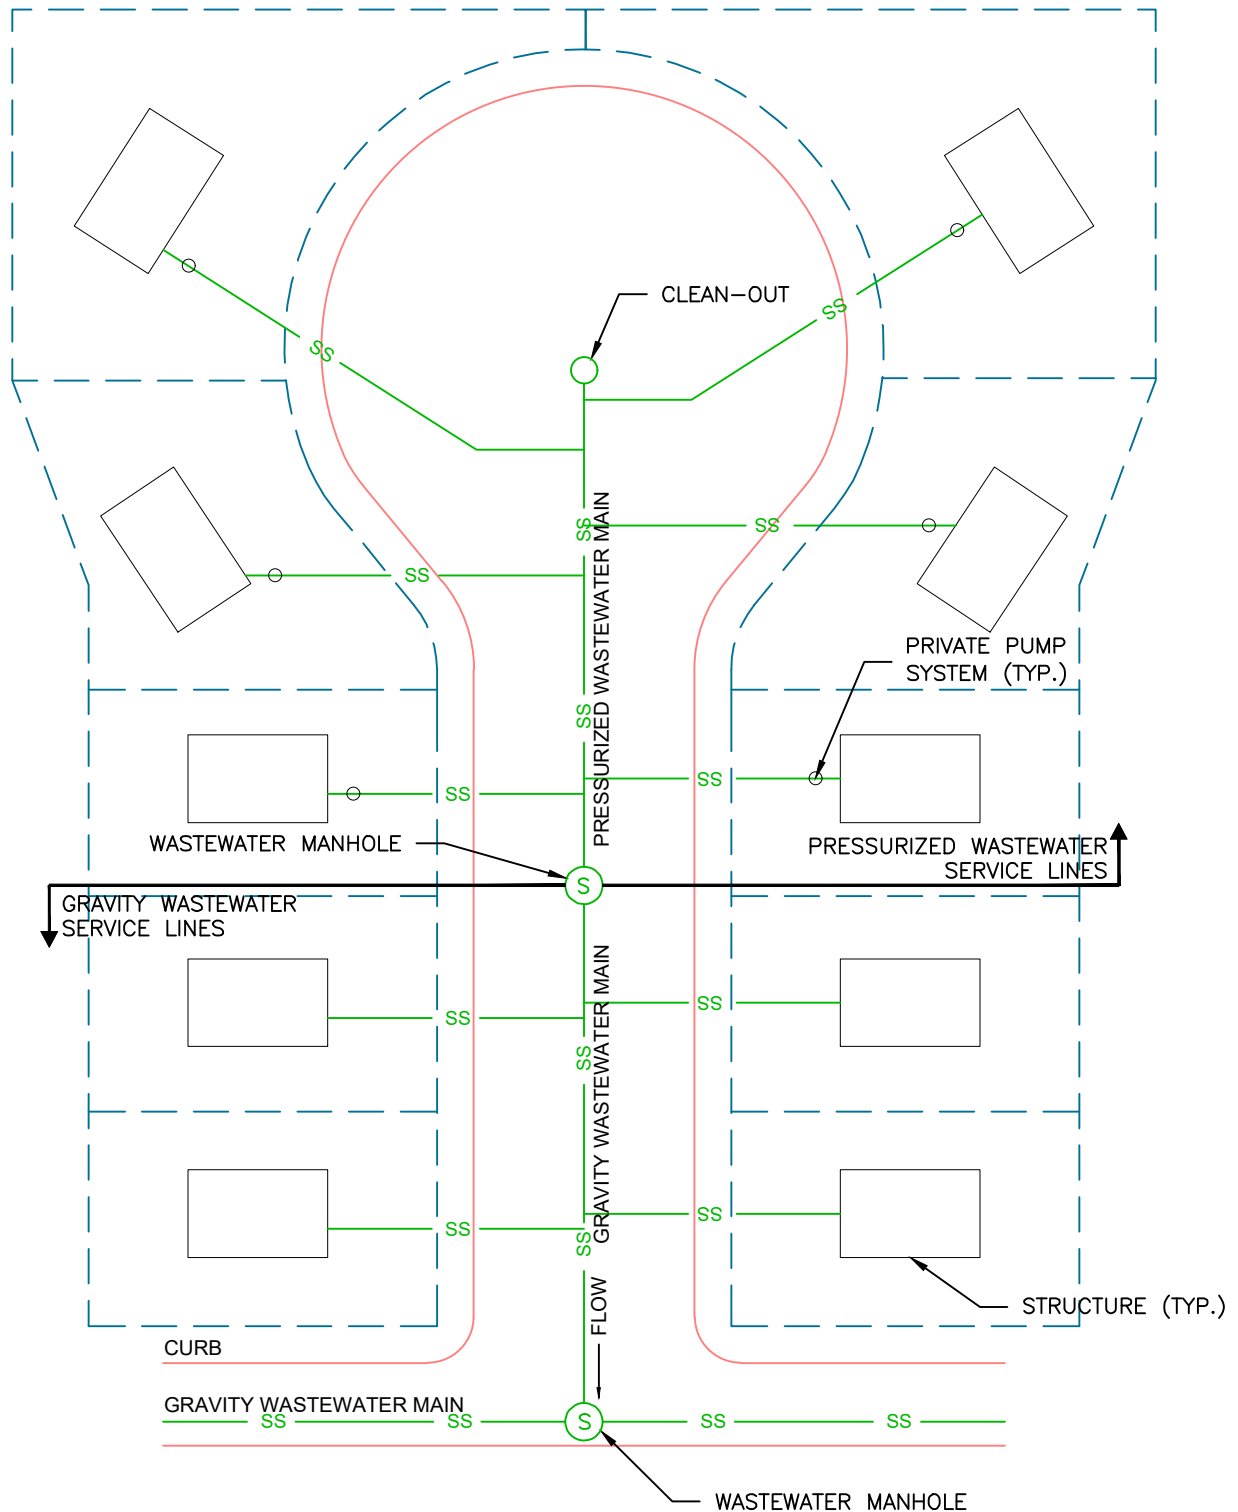 CLEAN-OUT
SS
SS
PRESSURIZED WASTEWATER MAIN
SS
SS
SS
PRIVATE PUMP
SYSTEM (TYP.)
SS
SS
SS
WASTEWATER MANHOLE
PRESSURIZED WASTEWATER
SERVICE LINES
S
GRAVITY WASTEWATER
SERVICE LINES
GRAVITY WASTEWATER MAIN
SS
SS
SS
SS
SS
SS
FLOW
STRUCTURE (TYP.)
CURB
GRAVITY WASTEWATER MAIN
SS SS S SS SS
WASTEWATER MANHOLE